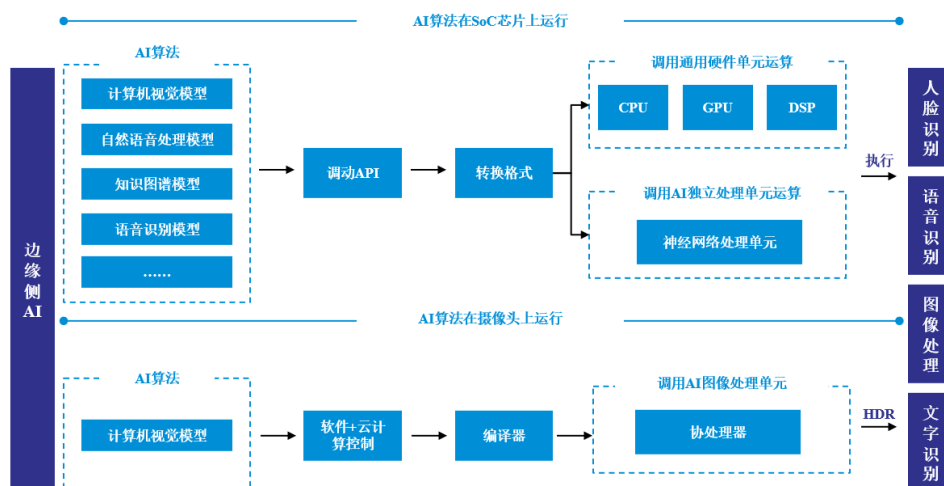 AI算法在SoC芯片上运行
边缘侧AI
AI算法
计算机视觉模型
自然语音处理模型
知识图谱模型
语音识别模型
……
调动API
转换格式
调用通用硬件单元运算
CPU
GPU
DSP
调用AI独立处理单元运算
神经网络处理单元
执行
人脸识别
语音识别
图像处理
文字识别
AI算法在摄像头上运行
AI算法
计算机视觉模型
软件+云计
算控制
编译器
调用AI图像处理单元
协处理器
HDR